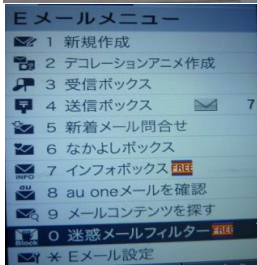 Eメールメニュー
1 新規作成
2 デコレーションアニメ作成
3 受信ボックス
4 送信ボックス 7
5 新着メール問合せ
6 なかよしボックス
INFO 7 インフォボックス FREE
au 8 au oneメールを確認
9 メールコンテンツを探す
Block 0 迷惑メールフィルター FREE
* Eメール設定